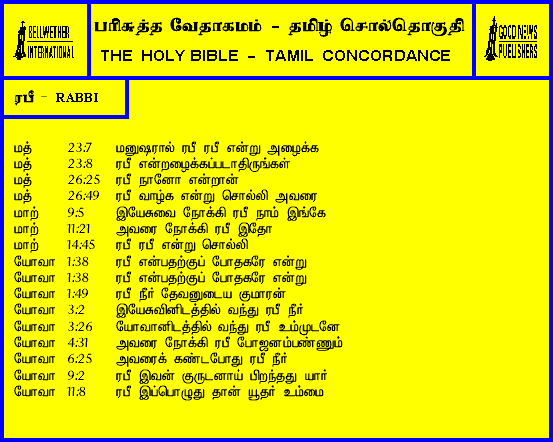 BELLWETHER INTERNATIONAL
பரிசுத்த வேதாகமம் - தமிழ் சொல்தொகுதி
THE HOLY BIBLE - TAMIL CONCORDANCE
GOOD NEWS PUBLISHERS
ரபீ - RABBI
மத் 23:7 மனுஷரால் ரபீ ரபீ என்று அழைக்க
மத் 23:8 ரபீ என்றழைக்கப்படாதிருங்கள்
மத் 26:25 ரபீ நானோ என்றான்
மத் 26:49 ரபீ வாழ்க என்று சொல்லி அவரை
மாற் 9:5 இயேசுவை நோக்கி ரபீ நாம் இங்கே
மாற் 11:21 அவரை நோக்கி ரபீ இதோ
மாற் 14:45 ரபீ ரபீ என்று சொல்லி
யோவா 1:38 ரபீ என்பதற்குப் போதகரே என்று
யோவா 1:38 ரபீ என்பதற்குப் போதகரே என்று
யோவா 1:49 ரபீ நீர் தேவனுடைய குமாரன்
யோவா 3:2 இயேசுவினிடத்தில் வந்து ரபீ நீர்
யோவா 3:26 யோவானிடத்தில் வந்து ரபீ உம்முடனே
யோவா 4:31 அவரை நோக்கி ரபீ போஜனம்பண்ணும்
யோவா 6:25 அவரைக் கண்டபோது ரபீ நீர்
யோவா 9:2 ரபீ இவன் குருடனாய் பிறந்தது யார்
யோவா 11:8 ரபீ இப்பொழுது தான் யூதர் உம்மை